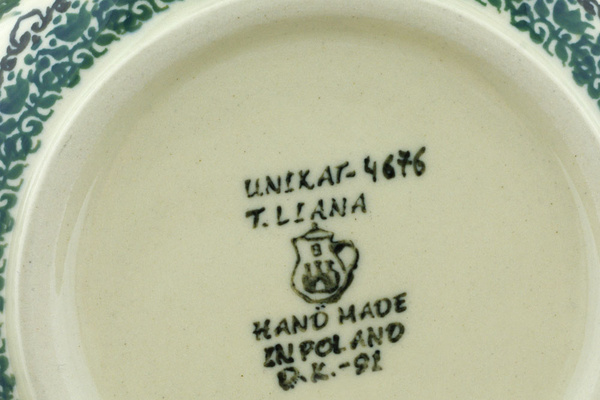 UNIKAT-4676
T. LIANA
B
HAND MADE
IN POLAND
D.K.-91